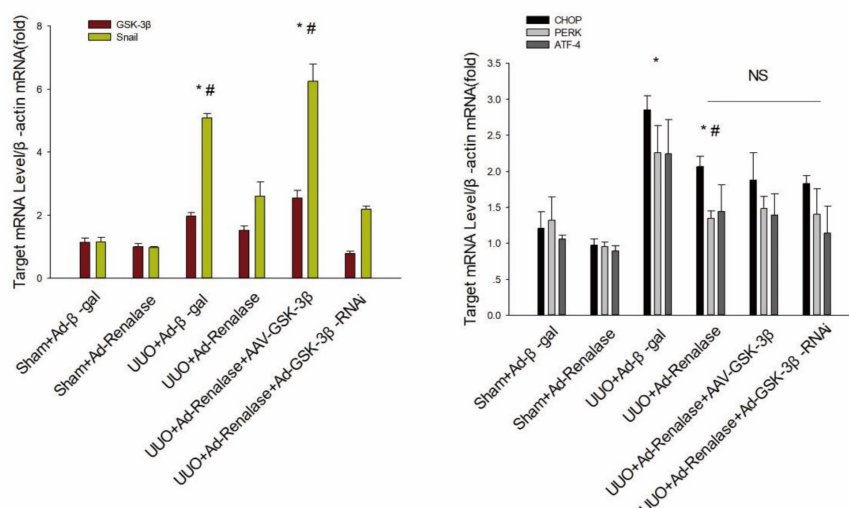 GSK-3β
Snail
Target mRNA Level/β -actin mRNA(fold)
8
6
4
2
0
* #
* #
Sham+Ad-β -gal
Sham+Ad-Renalase
UUO+Ad-β -gal
UUO+Ad-Renalase
UUO+Ad-Renalase+AAV-GSK-3β
UUO+Ad-Renalase+Ad-GSK-3β -RNAi
CHOP
PERK
ATF-4
Target mRNA Level/β -actin mRNA(fold)
3.5
3.0
2.5
2.0
1.5
1.0
.5
0.0
*
* #
NS
Sham+Ad-β -gal
Sham+Ad-Renalase
UUO+Ad-β -gal
UUO+Ad-Renalase
UUO+Ad-Renalase+AAV-GSK-3β
UUO+Ad-Renalase+Ad-GSK-3β -RNAi